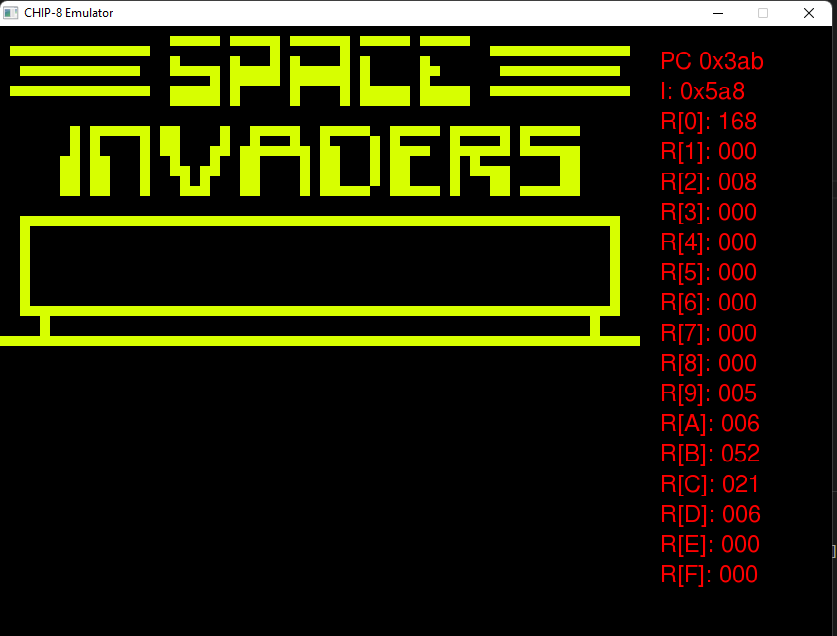 CHIP-8 Emulator
SPACE
INVADERS
PC 0x3ab
I: 0x5a8
R[0]: 168
R[1]: 000
R[2]: 008
R[3]: 000
R[4]: 000
R[5]: 000
R[6]: 000
R[7]: 000
R[8]: 000
R[9]: 005
R[A]: 006
R[B]: 052
R[C]: 021
R[D]: 006
R[E]: 000
R[F]: 000